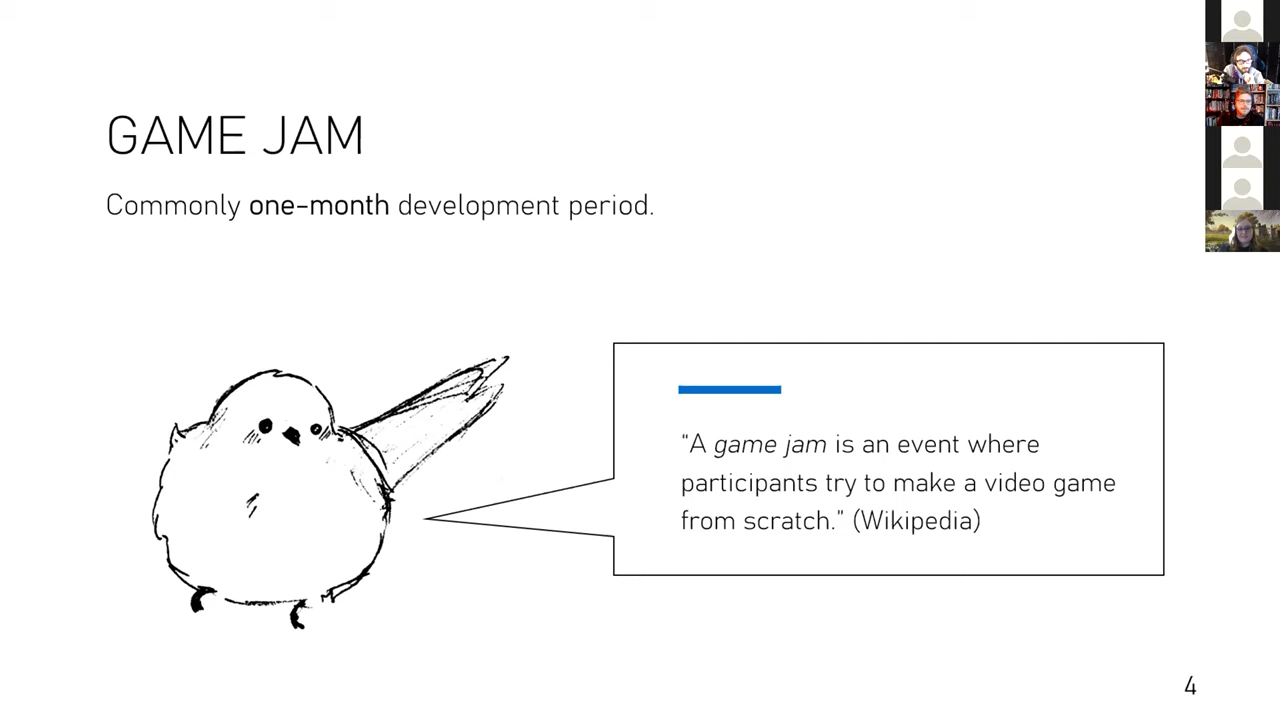 GAME JAM
Commonly one-month development period.
“A game jam is an event where
participants try to make a video game
from scratch.” (Wikipedia)
4